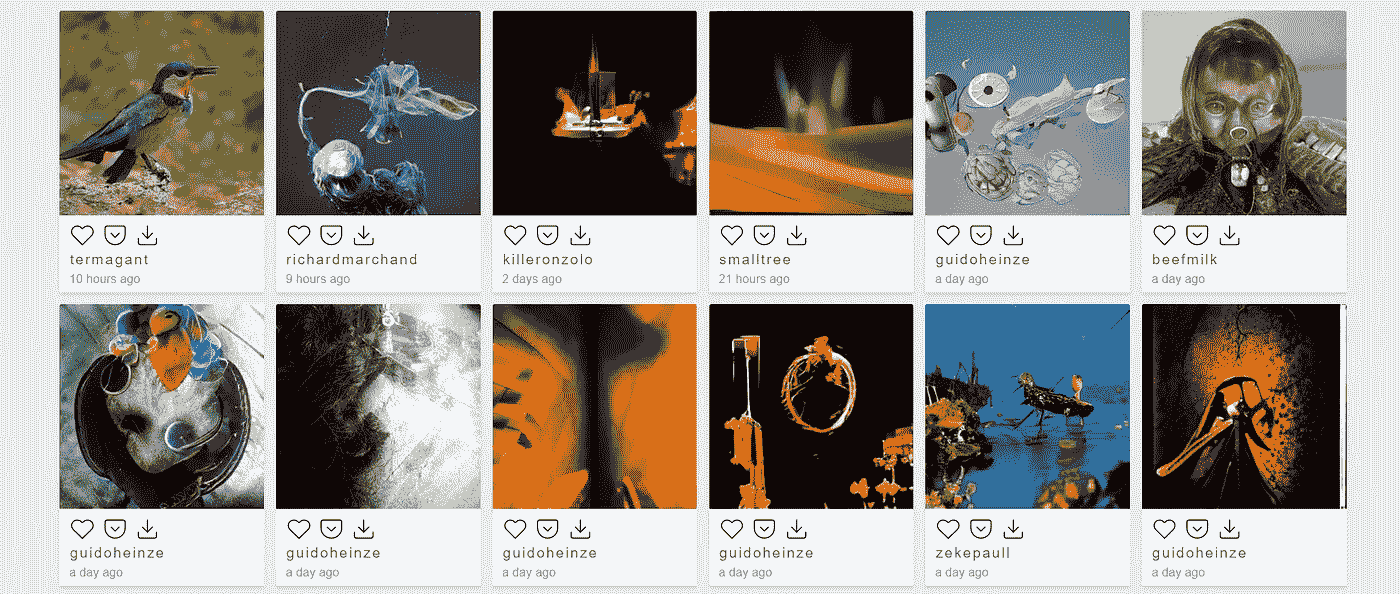 termagant
10 hours ago
richardmarchand
9 hours ago
killeronzolo
2 days ago
smalltree
21 hours ago
guidoheinze
a day ago
beefmilk
a day ago
guidoheinze
a day ago
guidoheinze
a day ago
guidoheinze
a day ago
guidoheinze
a day ago
zekepaull
a day ago
guidoheinze
a day ago